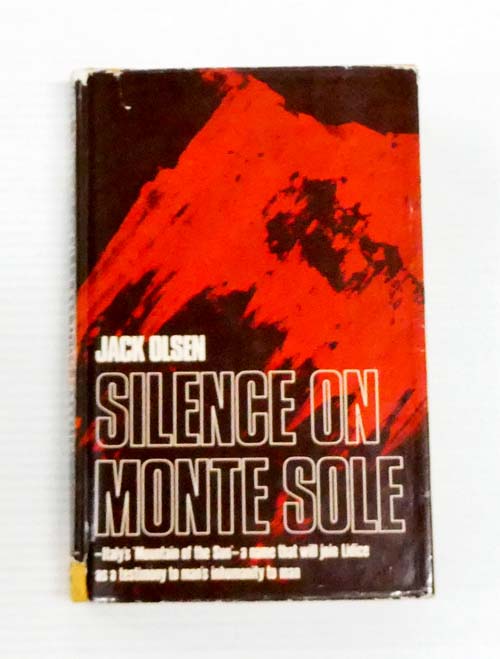 JACK OLSEN
SILENCE ON
MONTE SOLE
—Italy's 'Mountain of the Sun'—a name that will join Lidice
as a testimony to man's inhumanity to man